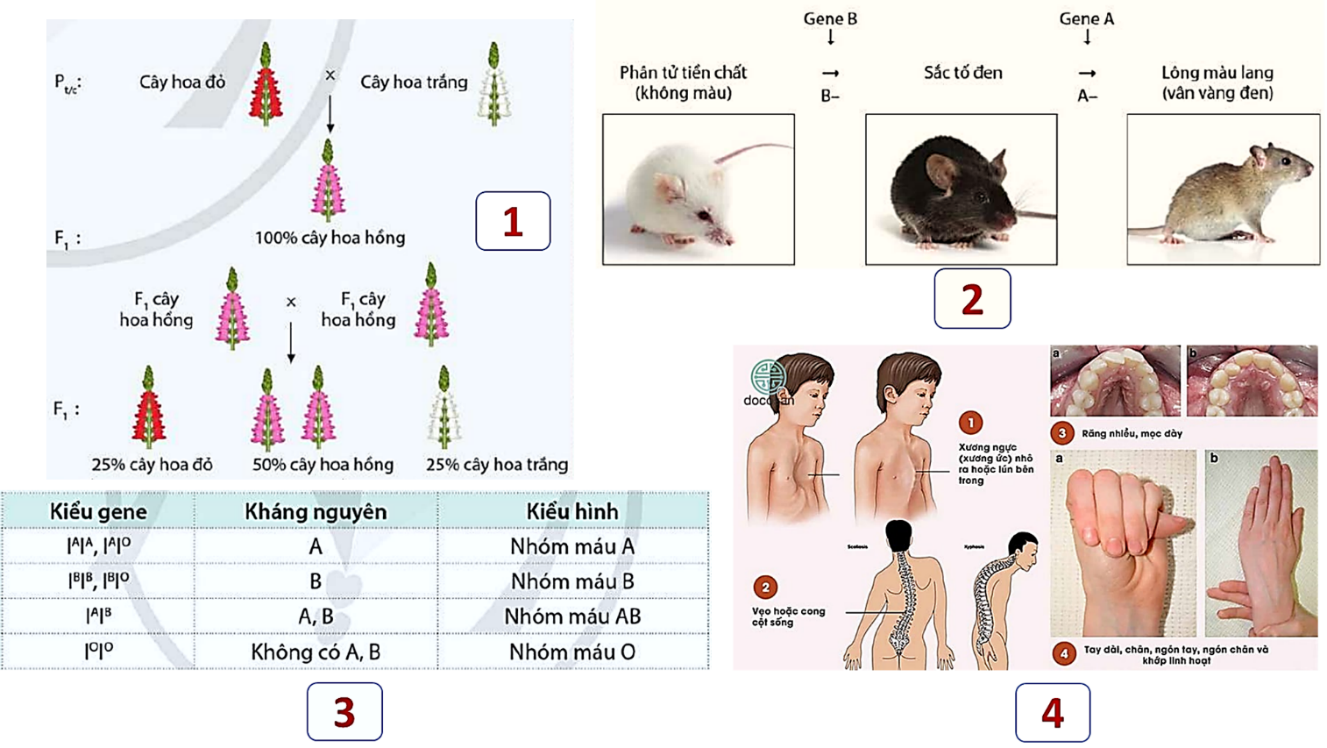 P_t/c:
Cây hoa đỏ
x
Cây hoa trắng
F₁ :
100% cây hoa hồng
1
F₁ cây
hoa hồng
x
F₁ cây
hoa hồng
F₁ :
25% cây hoa đỏ
50% cây hoa hồng
25% cây hoa trắng
Gene B
Gene A
↓
↓
Phân tử tiền chất
(không màu)
→
B–
Sắc tố đen
→
A–
Lông màu lang
(vân vàng đen)
2
Kiểu gene Kháng nguyên Kiểu hình
IᴬIᴬ, IᴬIᴼ A Nhóm máu A
IᴮIᴮ, IᴮIᴼ B Nhóm máu B
IᴬIᴮ A, B Nhóm máu AB
IᴼIᴼ Không có A, B Nhóm máu O
3
1
Xương ngực
(xương ức) nhô
ra hoặc lún bên
trong
Scoliosis
Kyphosis
2
Vẹo hoặc cong
cột sống
a
b
3 Răng nhiều, mọc dày
a
b
4 Tay dài, chân, ngón tay, ngón chân và
khớp linh hoạt
4